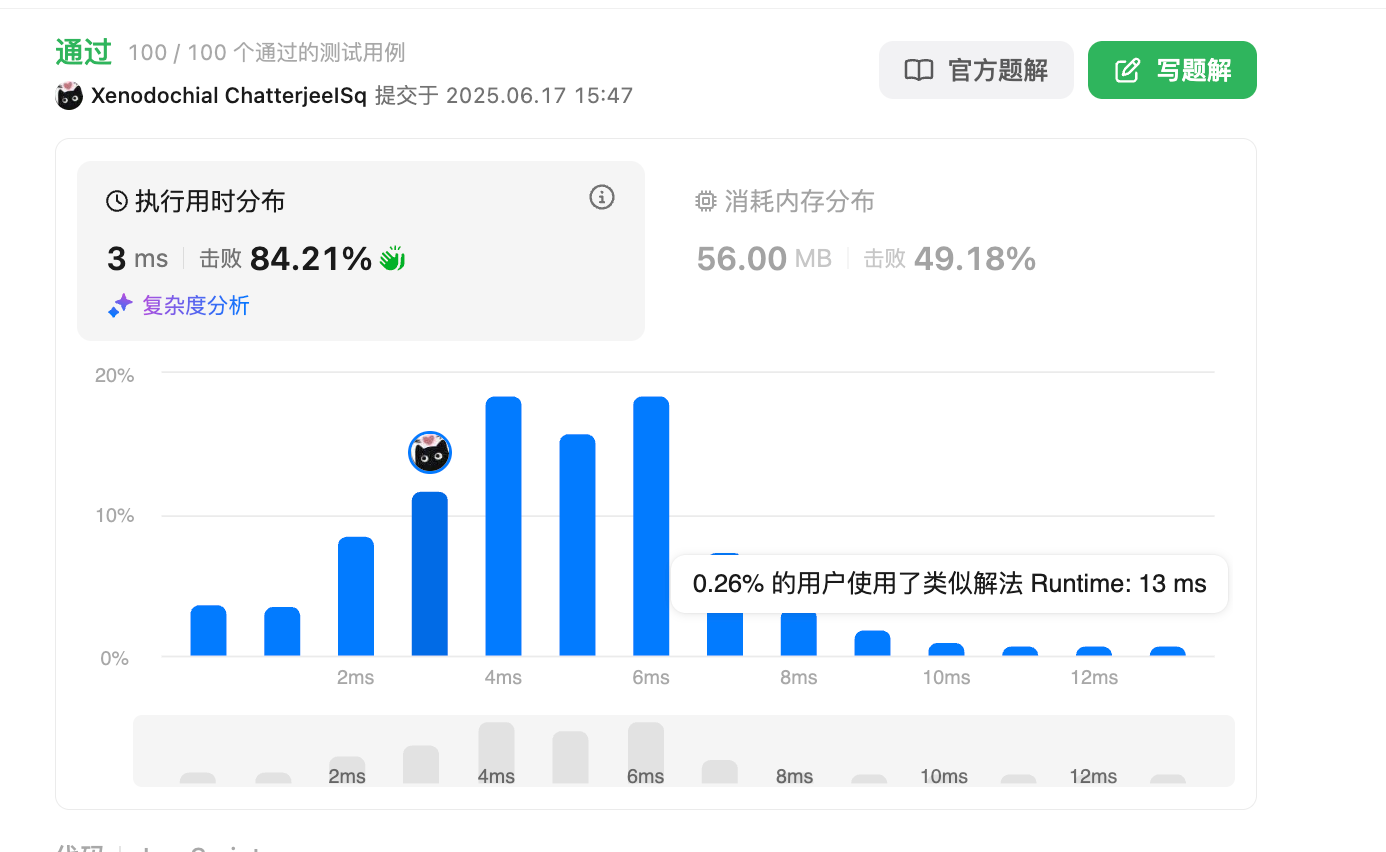 通过 100 / 100 个通过的测试用例
官方题解
写题解
Xenodochial ChatterjeeISq 提交于 2025.06.17 15:47
执行用时分布
3 ms 击败 84.21%
复杂度分析
消耗内存分布
56.00 MB 击败 49.18%
20%
10%
0%
0.26% 的用户使用了类似解法 Runtime: 13 ms
2ms 4ms 6ms 8ms 10ms 12ms
2ms 4ms 6ms 8ms 10ms 12ms